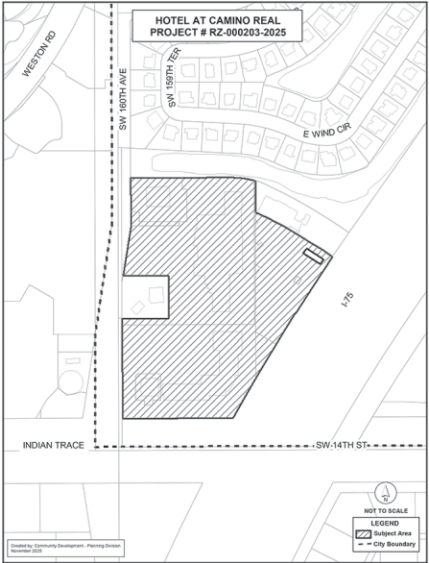 HOTEL AT CAMINO REAL
PROJECT # RZ-000203-2025
WESTON RD
SW 160TH AVE
SW 159TH TER
E WIND CIR
I-75
INDIAN TRACE
SW 14TH ST
N
NOT TO SCALE
LEGEND
Subject Area
City Boundary
Created by: Community Development - Planning Division
November 2025